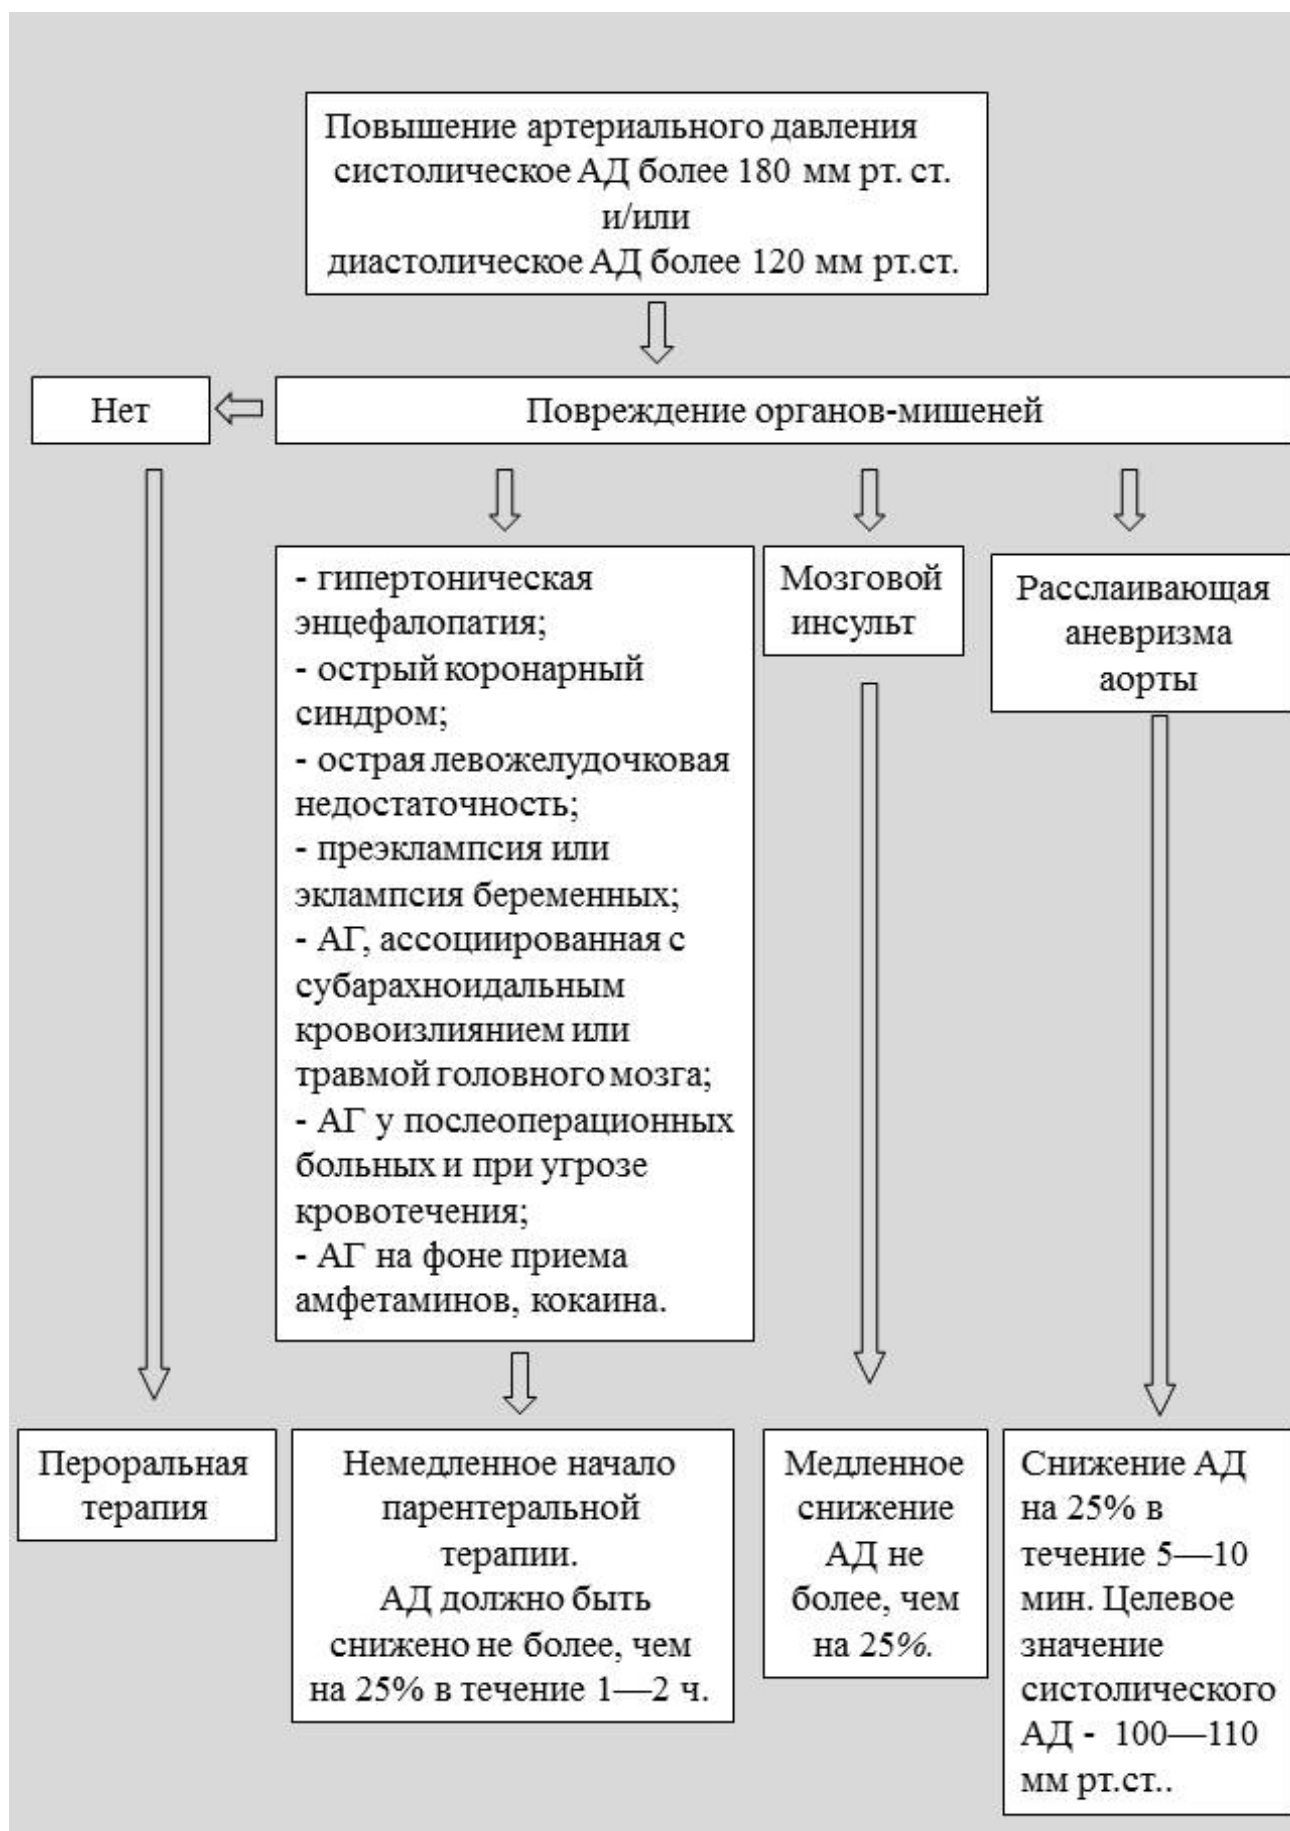 Повышение артериального давления
систолическое АД более 180 мм рт. ст.
и/или
диастолическое АД более 120 мм рт.ст.
Нет
Повреждение органов-мишеней
- гипертоническая
энцефалопатия;
- острый коронарный
синдром;
- острая левожелудочковая
недостаточность;
- преэклампсия или
эклампсия беременных;
- АГ, ассоциированная с
субарахноидальным
кровоизлиянием или
травмой головного мозга;
- АГ у послеоперационных
больных и при угрозе
кровотечения;
- АГ на фоне приема
амфетаминов, кокаина.
Мозговой
инсульт
Расслаивающая
аневризма
аорты
Пероральная
терапия
Немедленное начало
парентеральной
терапии.
АД должно быть
снижено не более, чем
на 25% в течение 1—2 ч.
Медленное
снижение
АД не
более, чем
на 25%.
Снижение АД
на 25% в
течение 5—10
мин. Целевое
значение
систолического
АД - 100—110
мм рт.ст..